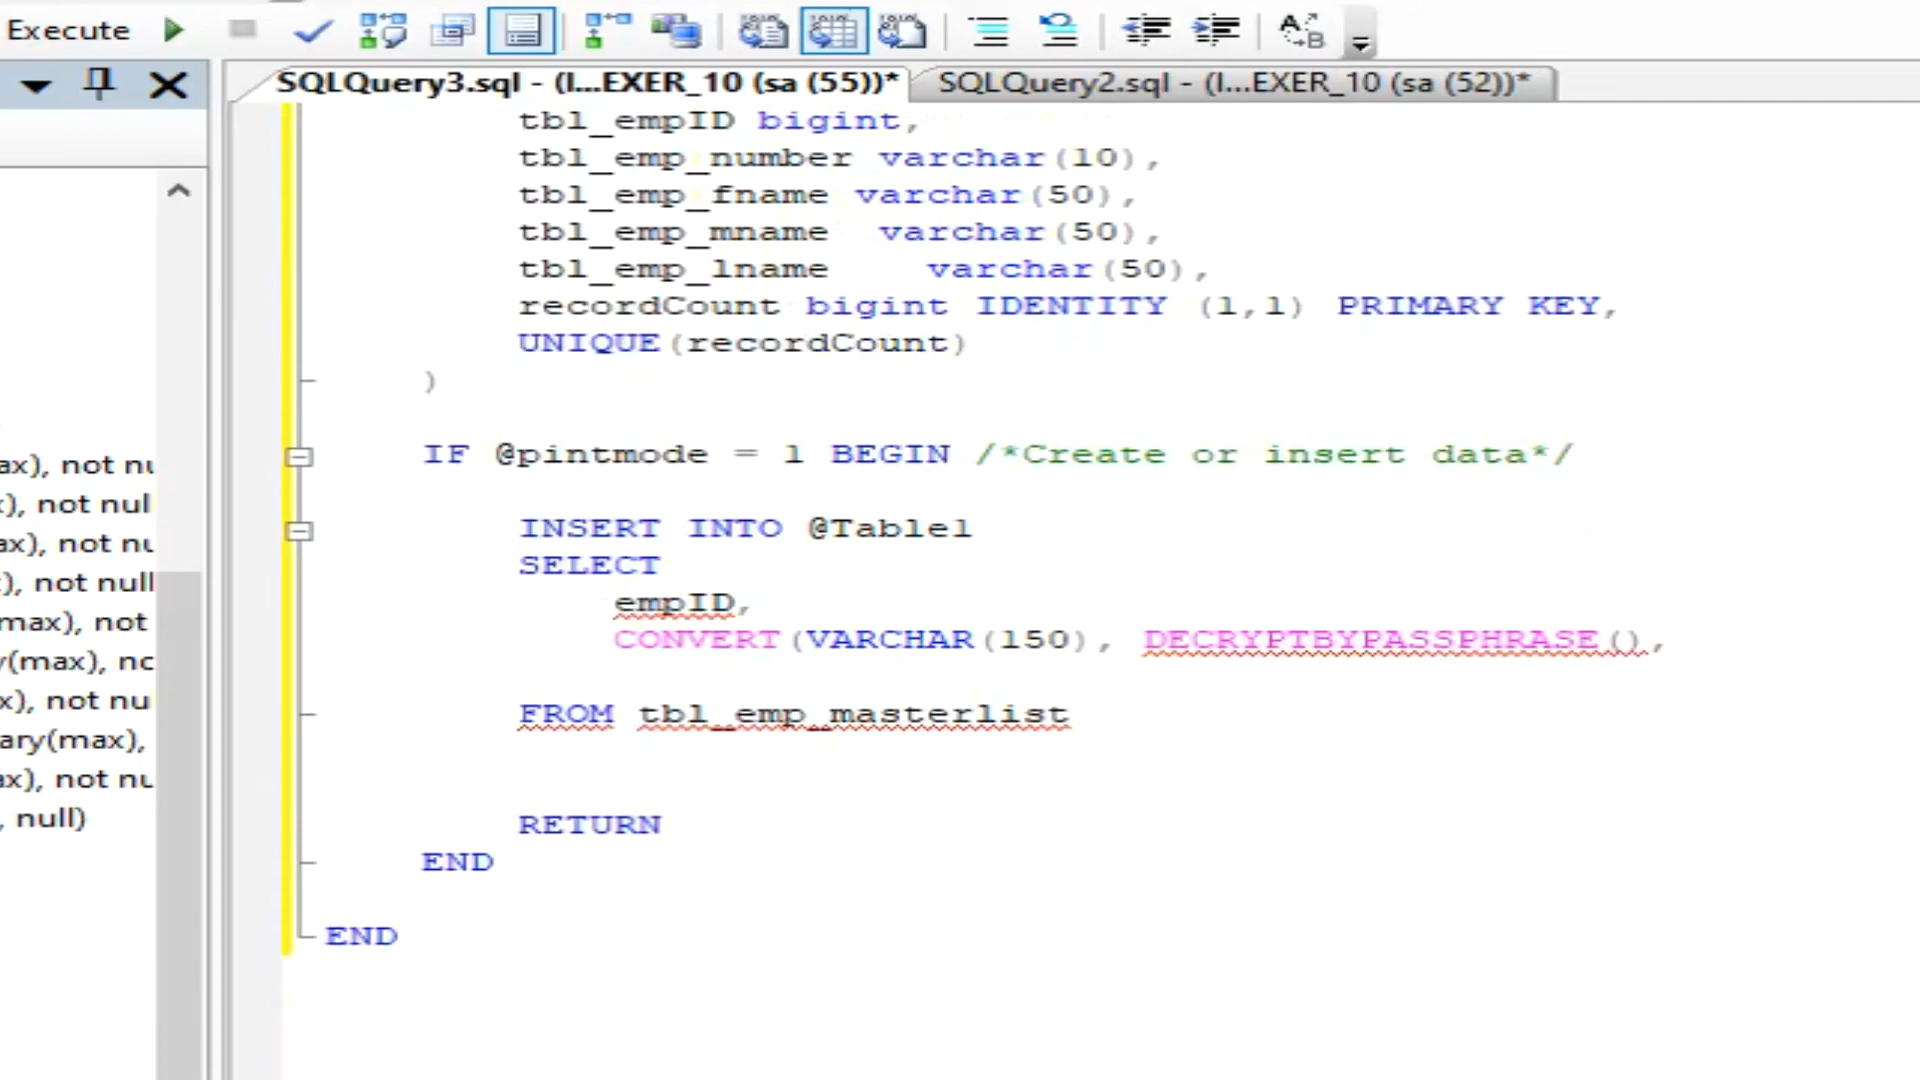 Execute
SQLQuery3.sql - (l...EXER_10 (sa (55))*
SQLQuery2.sql - (l...EXER_10 (sa (52))*
tbl_empID bigint,
tbl_emp_number varchar(10),
tbl_emp_fname varchar(50),
tbl_emp_mname varchar(50),
tbl_emp_lname varchar(50),
recordCount bigint IDENTITY (1,1) PRIMARY KEY,
UNIQUE(recordCount)
)
IF @pintmode = 1 BEGIN /*Create or insert data*/
INSERT INTO @Table1
SELECT
empID,
CONVERT(VARCHAR(150), DECRYPTBYPASSPHRASE(),
FROM tbl_emp_masterlist
RETURN
END
END
ax), not nu
), not nul
ax), not nu
), not null
max), not
y(max), nc
x), not nu
ary(max),
ax), not nu
, null)